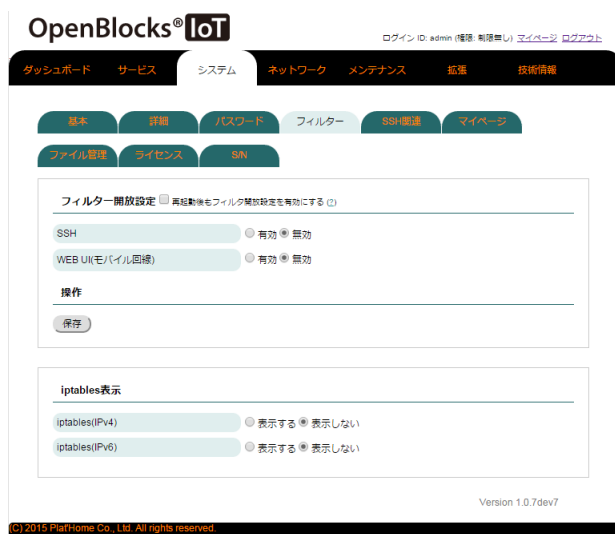 OpenBlocks® IoT
ログイン ID: admin (権限: 制限無し) マイページ ログアウト
ダッシュボード サービス システム ネットワーク メンテナンス 拡張 技術情報
基本 詳細 パスワード フィルター SSH関連 マイページ
ファイル管理 ライセンス S/N
フィルター開放設定 再起動後もフィルタ開放設定を有効にする (?)
SSH 有効 無効
WEB UI(モバイル回線) 有効 無効
操作
保存
iptables表示
iptables(IPv4) 表示する 表示しない
iptables(IPv6) 表示する 表示しない
Version 1.0.7dev7
(C) 2015 Plat'Home Co., Ltd. All rights reserved.